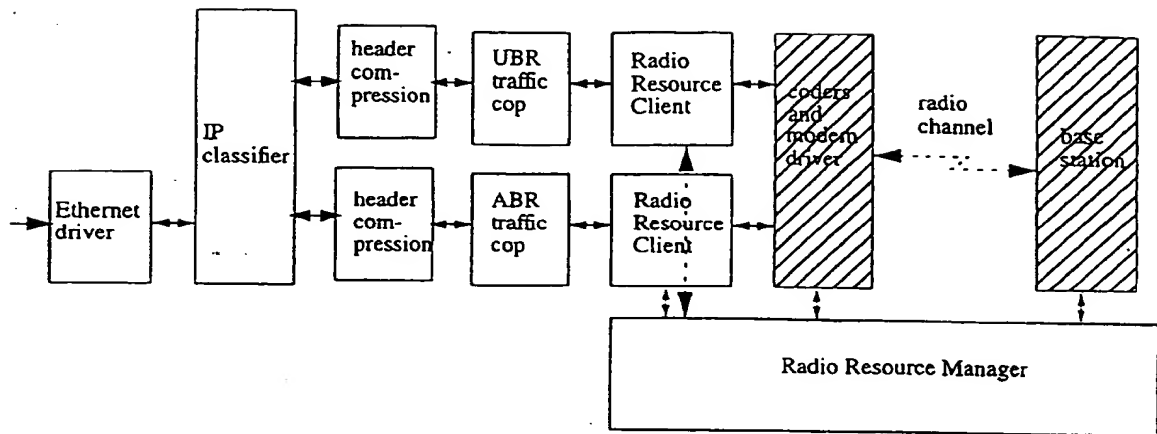 Ethernet
driver
IP
classifier
header
com-
pression
UBR
traffic
cop
Radio
Resource
Client
header
com-
pression
ABR
traffic
cop
Radio
Resource
Client
coders
and
modem
driver
radio
channel
base
station
Radio Resource Manager